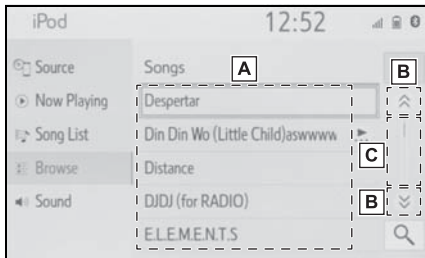 iPod 12:52
Source
Now Playing
Song List
Browse
Sound
Songs
Despertar
Din Din Wo (Little Child)aswwww
Distance
DJDJ (for RADIO)
E.L.E.M.E.N.T.S
A
B
C
B